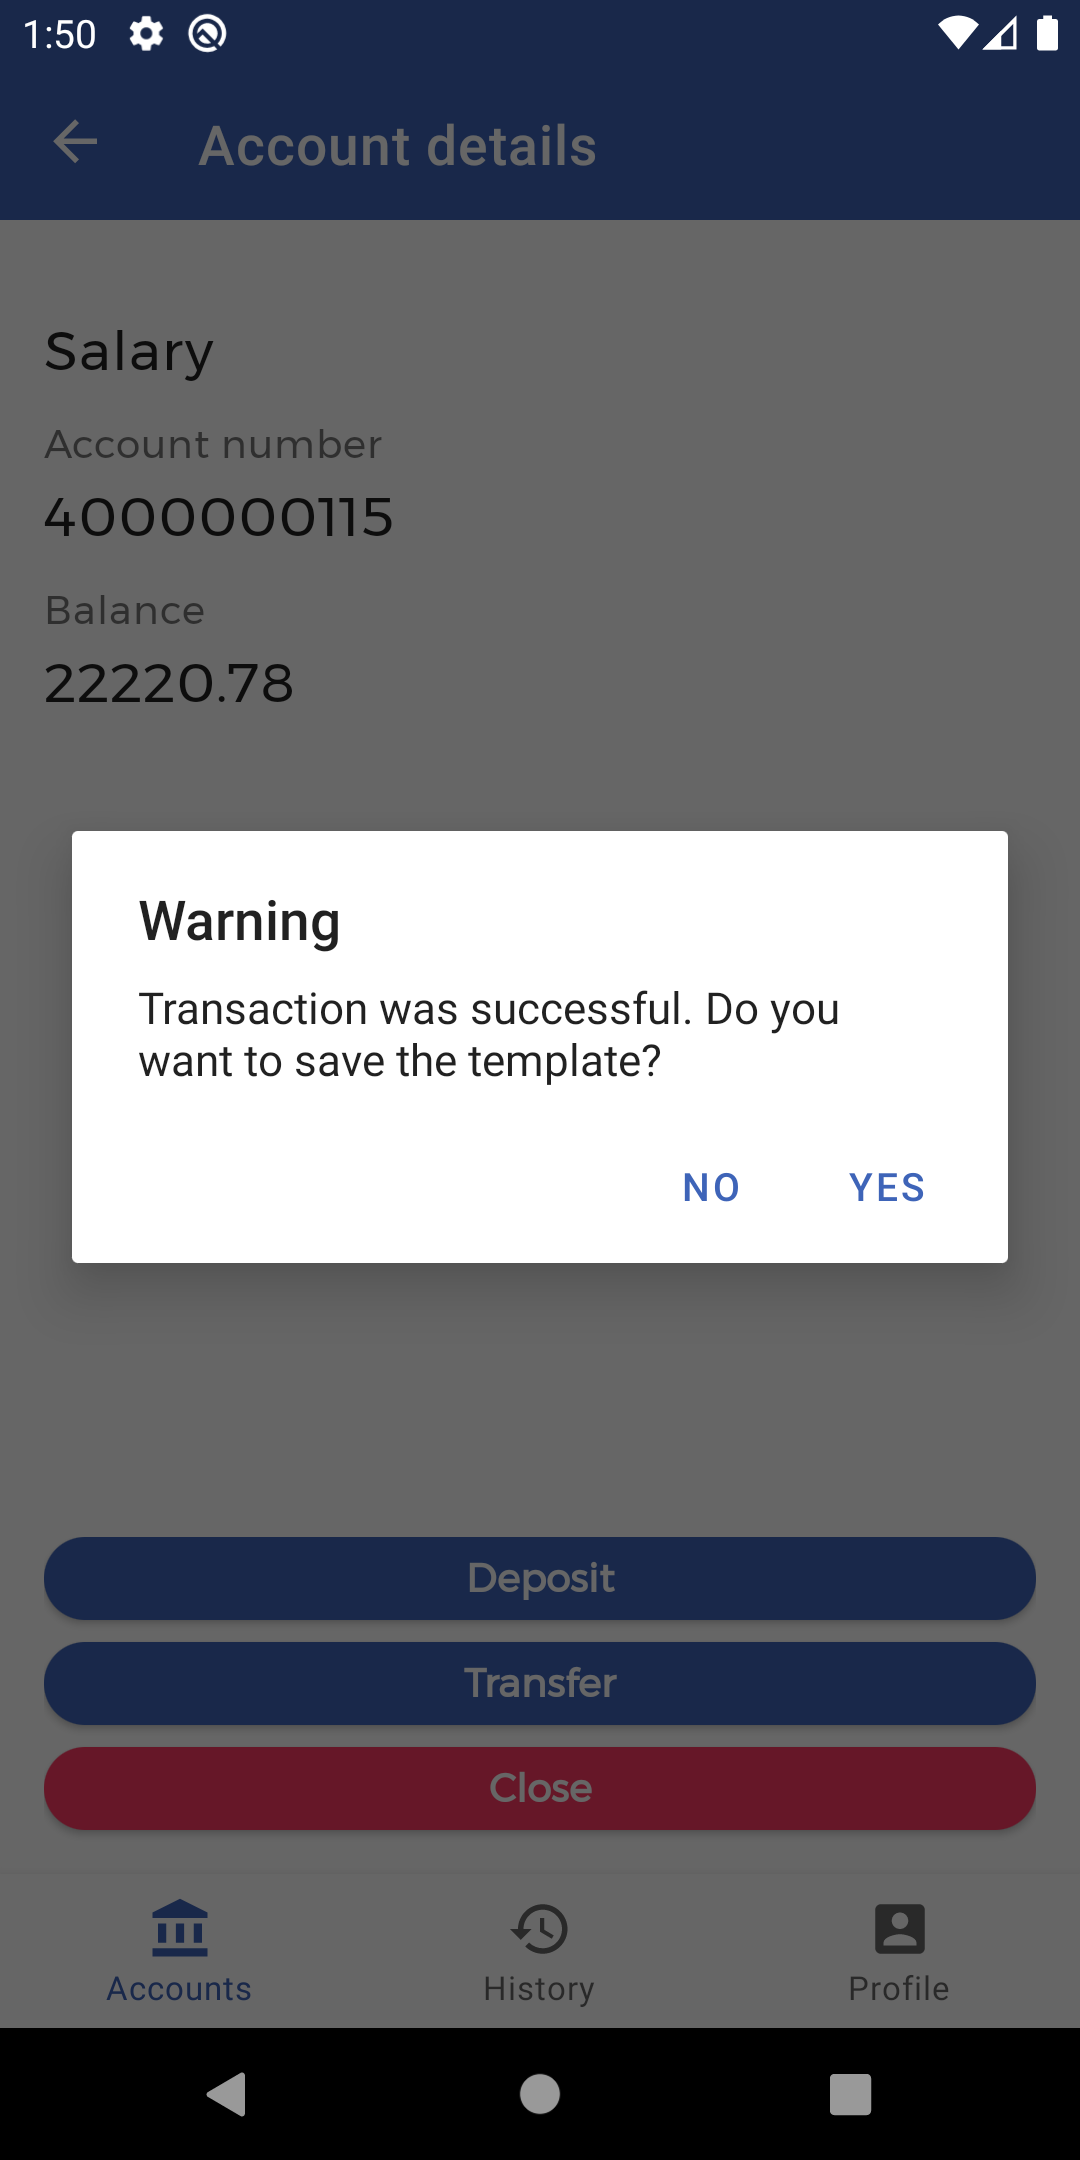 1:50
Account details
Salary
Account number
4000000115
Balance
22220.78
Warning
Transaction was successful. Do you
want to save the template?
NO YES
Deposit
Transfer
Close
Accounts History Profile